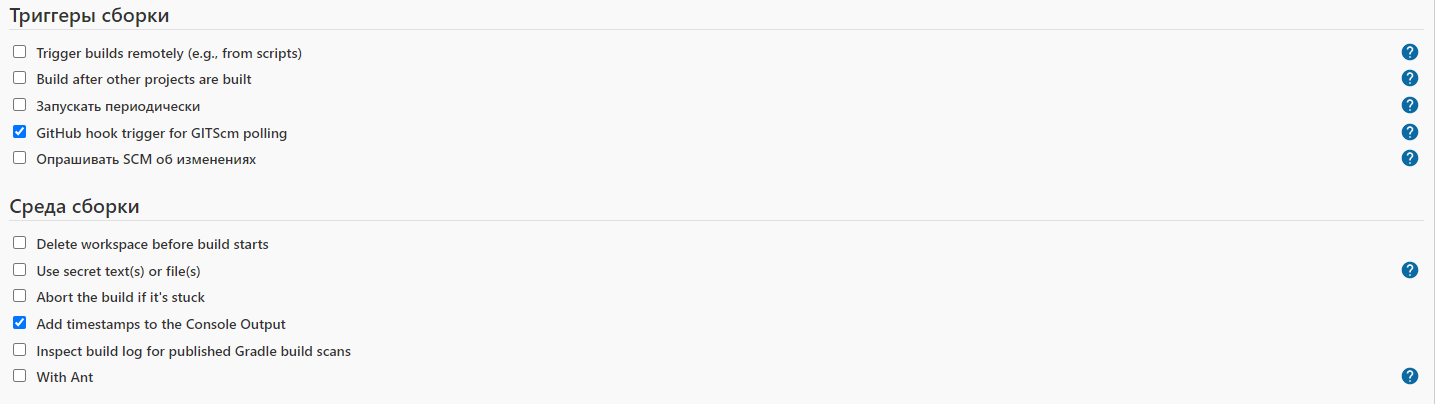 Триггеры сборки
Trigger builds remotely (e.g., from scripts)
Build after other projects are built
Запускать периодически
GitHub hook trigger for GITScm polling
Опрашивать SCM об изменениях
Среда сборки
Delete workspace before build starts
Use secret text(s) or file(s)
Abort the build if it's stuck
Add timestamps to the Console Output
Inspect build log for published Gradle build scans
With Ant